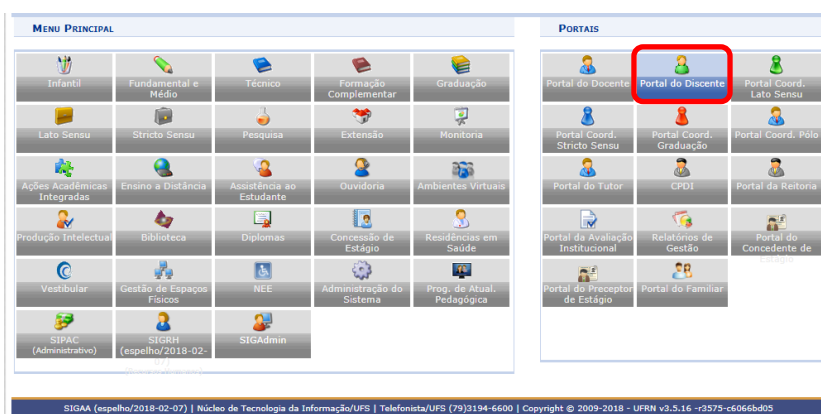 MENU PRINCIPAL
Infantil
Fundamental e
Médio
Técnico
Formação
Complementar
Graduação
Lato Sensu
Stricto Sensu
Pesquisa
Extensão
Monitoria
Ações Acadêmicas
Integradas
Ensino a Distância
Assistência ao
Estudante
Ouvidoria
Ambientes Virtuais
Produção Intelectual
Biblioteca
Diplomas
Concessão de
Estágio
Residências em
Saúde
Vestibular
Gestão de Espaços
Físicos
NEE
Administração do
Sistema
Prog. de Atual.
Pedagógica
SIPAC
(Administrativo)
SIGRH
(espelho/2018-02-
SIGAdmin
PORTAIS
Portal do Docente
Portal do Discente
Portal Coord.
Lato Sensu
Portal Coord.
Stricto Sensu
Portal Coord.
Graduação
Portal Coord. Pólo
Portal do Tutor
CPDI
Portal da Reitoria
Portal da Avaliação
Institucional
Relatórios de
Gestão
Portal do
Concedente de
Estágio
Portal do Preceptor
de Estágio
Portal do Familiar
SIGAA (espelho/2018-02-07) | Núcleo de Tecnologia da Informação/UFS | Telefonista/UFS (79)3194-6600 | Copyright © 2009-2018 - UFRN v3.5.16 -r3575-c6066bd05